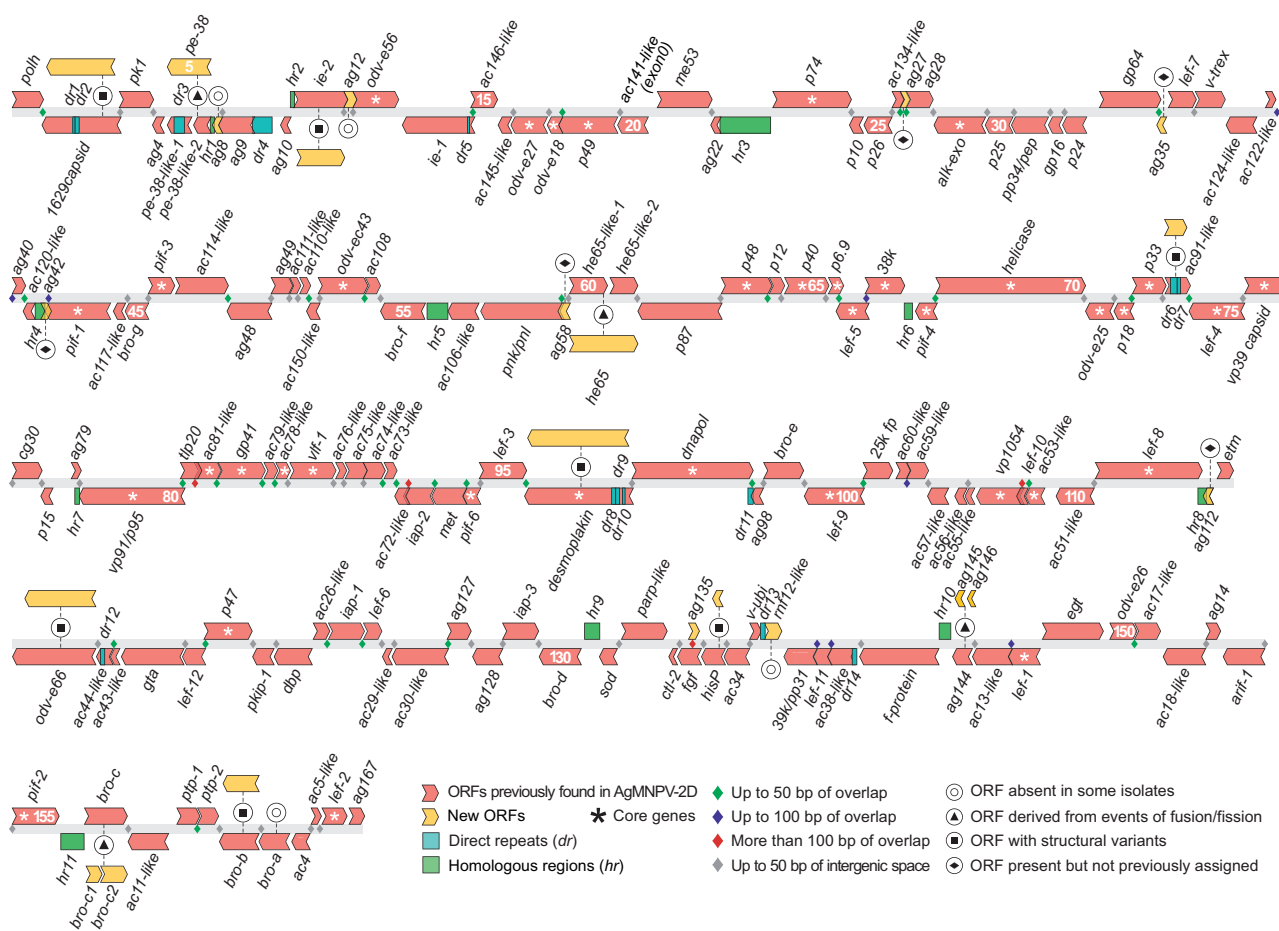 polh pk1 pe-38 hr2 ie-2 ag12 odv-e56 ac146-like ac141-like (exon0) me53 p74 ac134-like ag27 ag28 gp64 lef-7 v-trex
5 15
dr1 dr2 dr3 hr1 20 25 30
1629capsid ag4 pe-38-like-1 pe-38-like-2 ag8 ag9 dr4 ag10 ie-1 dr5 ac145-like odv-e27 odv-e18 p49 ag22 hr3 p10 p26 alk-exo p25 pp34/pep gp16 p24 ag35 ac124-like ac122-like
ag40 ac120-like ag42 pif-3 ac114-like ag49 ac111-like ac110-like odv-ec43 ac108 he65-like-1 he65-like-2 p48 p12 p40 p6.9 38k helicase p33 ac91-like
60 65 70
45 55 75
hr4 pif-1 ac117-like bro-g ag48 ac150-like bro-f hr5 ac106-like pnk/pnl ag58 he65 p87 lef-5 hr6 pif-4 odv-e25 p18 dr6 dr7 lef-4 vp39 capsid
cg30 ag79 tlp20 ac81-like gp41 ac79-like ac78-like vlf-1 ac76-like ac75-like ac74-like ac73-like lef-3 dr9 dnapol bro-e 25k fp ac60-like ac59-like vp1054 lef-10 ac53-like lef-8 etm
95
80 100 110
p15 hr7 vp91/p95 ac72-like iap-2 met pif-6 desmoplakin dr8 dr10 dr11 ag98 lef-9 ac57-like ac56-like ac55-like ac51-like hr8 ag112
dr12 p47 ac26-like iap-1 lef-6 ag127 iap-3 hr9 parp-like ag135 v-ubi dr13 rnf12-like hr10 ag145 ag146 egt odv-e26 ac17-like ag14
150
130
odv-e66 ac44-like ac43-like gta lef-12 pkip-1 dbp ac29-like ac30-like ag128 bro-d sod ctl-2 fgf hisP ac34 39k/pp31 lef-11 ac38-like dr14 f-protein ag144 ac13-like lef-1 ac18-like arif-1
pif-2 bro-c ptp-1 ptp-2 ac5-like lef-2 ag167
155
hr11 bro-c1 bro-c2 ac11-like bro-b bro-a ac4
ORFs previously found in AgMNPV-2D
New ORFs
* Core genes
Direct repeats (dr)
Homologous regions (hr)
Up to 50 bp of overlap
Up to 100 bp of overlap
More than 100 bp of overlap
Up to 50 bp of intergenic space
ORF absent in some isolates
ORF derived from events of fusion/fission
ORF with structural variants
ORF present but not previously assigned